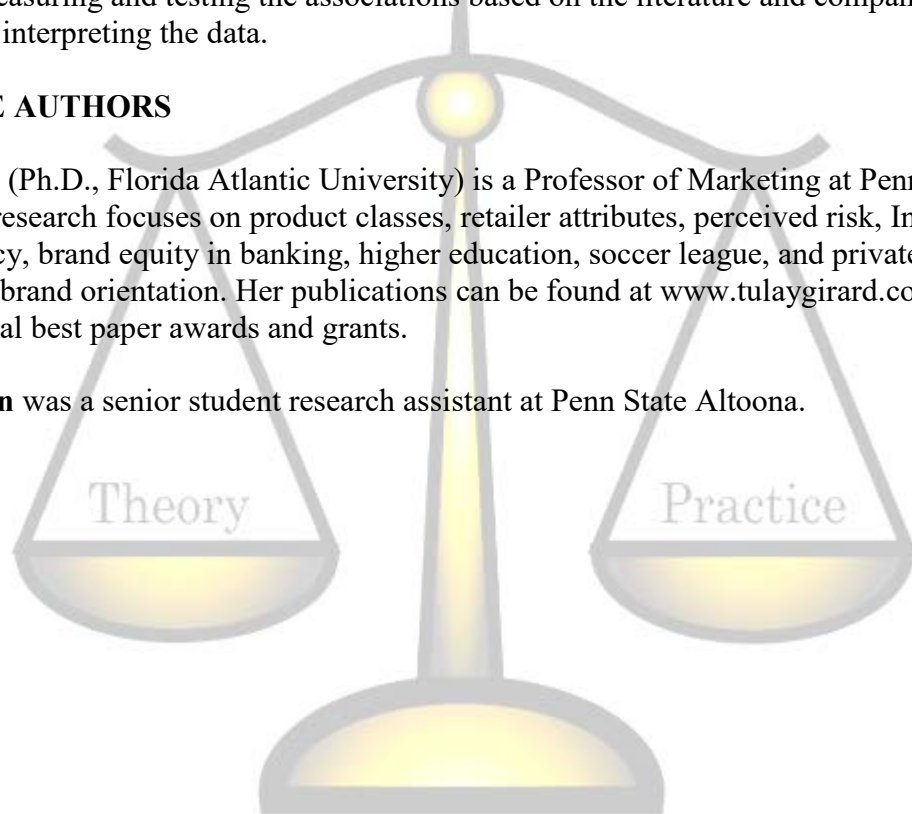 easuring and testing the associations based on the literature and compan
interpreting the data.
E AUTHORS
(Ph.D., Florida Atlantic University) is a Professor of Marketing at Penn
research focuses on product classes, retailer attributes, perceived risk, In
cy, brand equity in banking, higher education, soccer league, and private
brand orientation. Her publications can be found at www.tulaygirard.co
al best paper awards and grants.
n was a senior student research assistant at Penn State Altoona.
Theory Practice